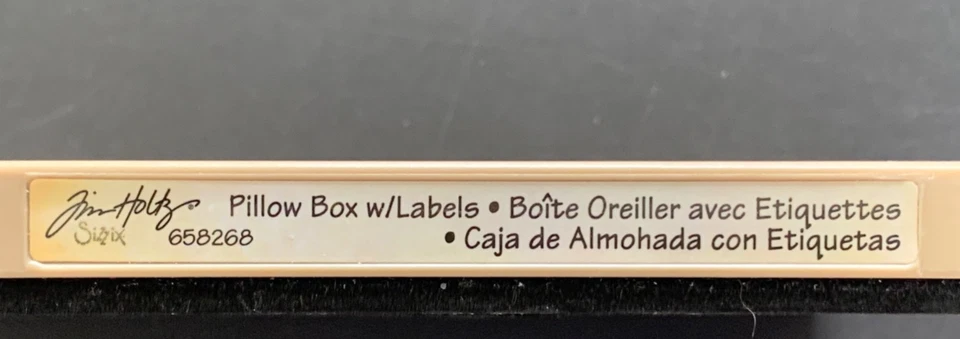 Tim Holtz® Pillow Box w/Labels • Boîte Oreiller avec Etiquettes
Sizzix 658268 • Caja de Almohada con Etiquetas